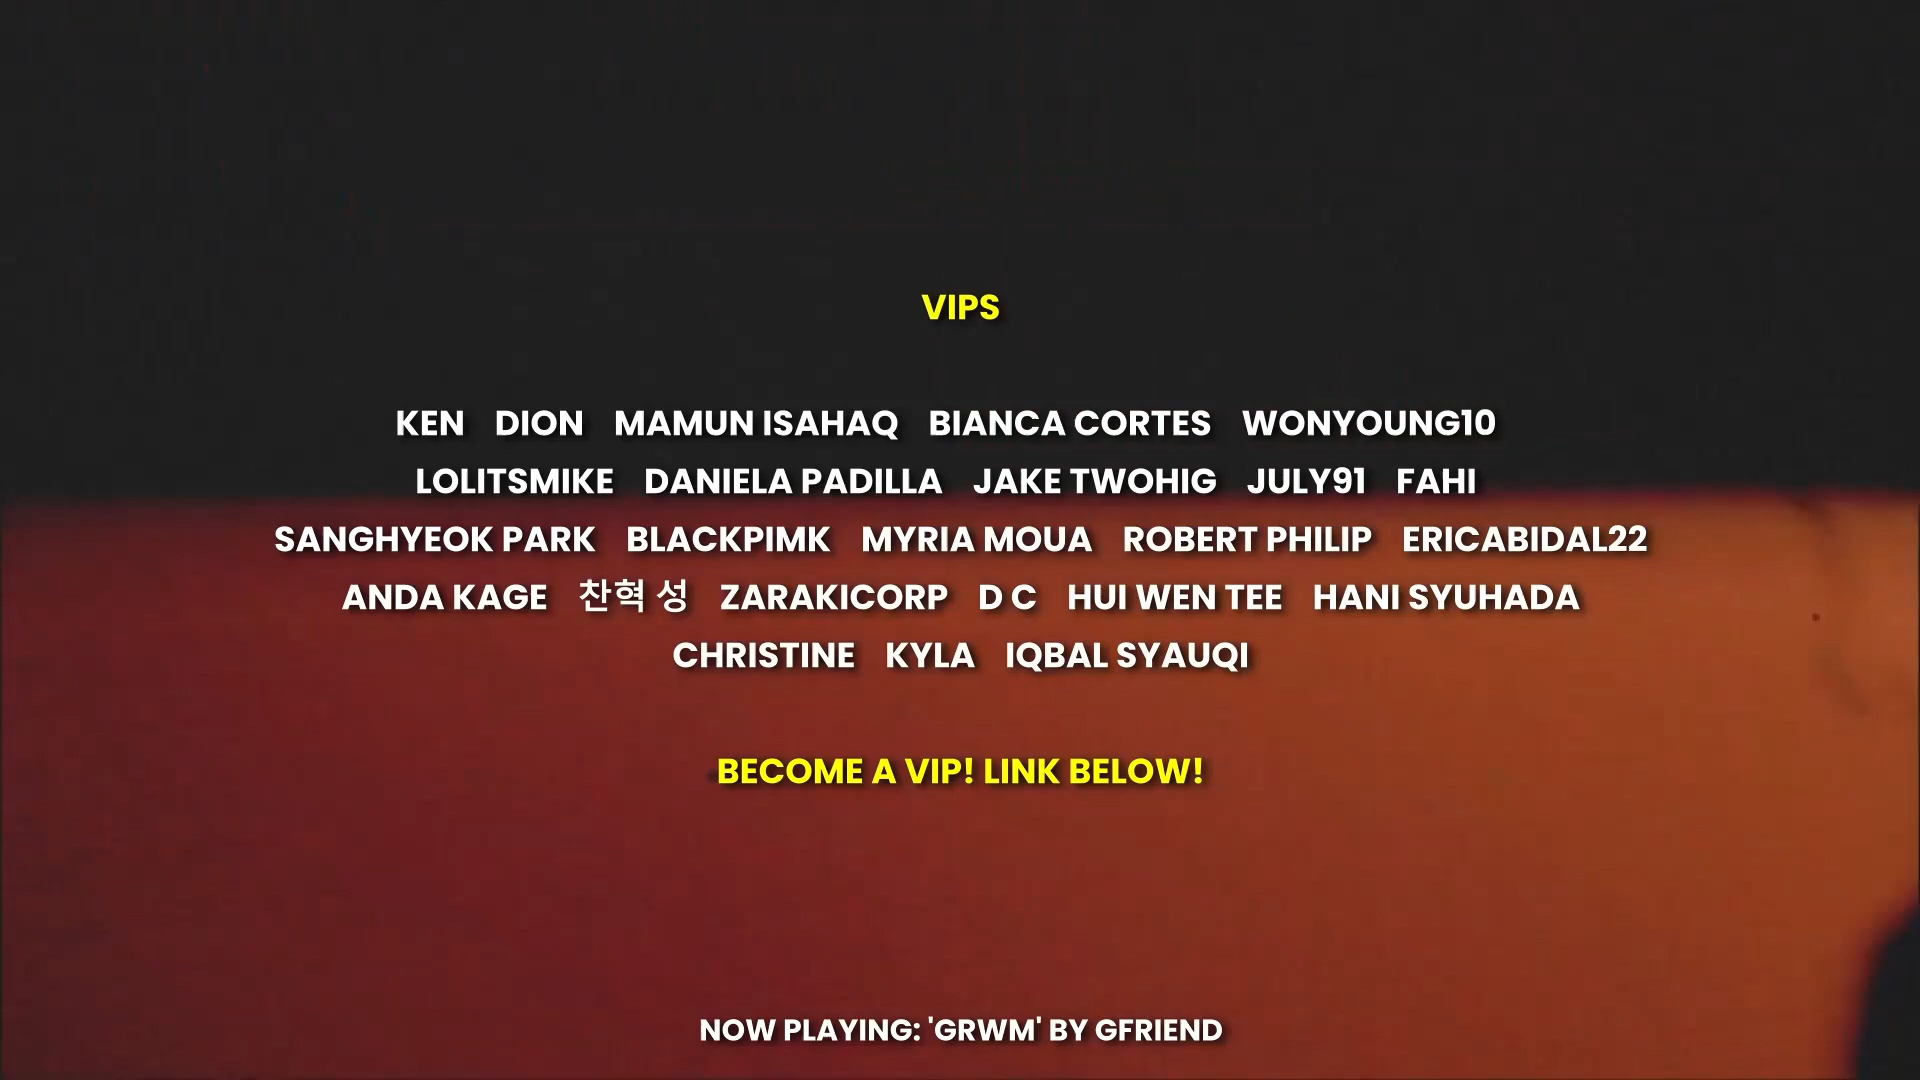 VIPS
KEN DION MAMUN ISAHAQ BIANCA CORTES WONYOUNG10
LOLITSMIKE DANIELA PADILLA JAKE TWOHIG JULY91 FAHI
SANGHYEOK PARK BLACKPIMK MYRIA MOUA ROBERT PHILIP ERICABIDAL22
ANDA KAGE 찬혁 성 ZARAKICORP D C HUI WEN TEE HANI SYUHADA
CHRISTINE KYLA IQBAL SYAUQI
BECOME A VIP! LINK BELOW!
NOW PLAYING: 'GRWM' BY GFRIEND